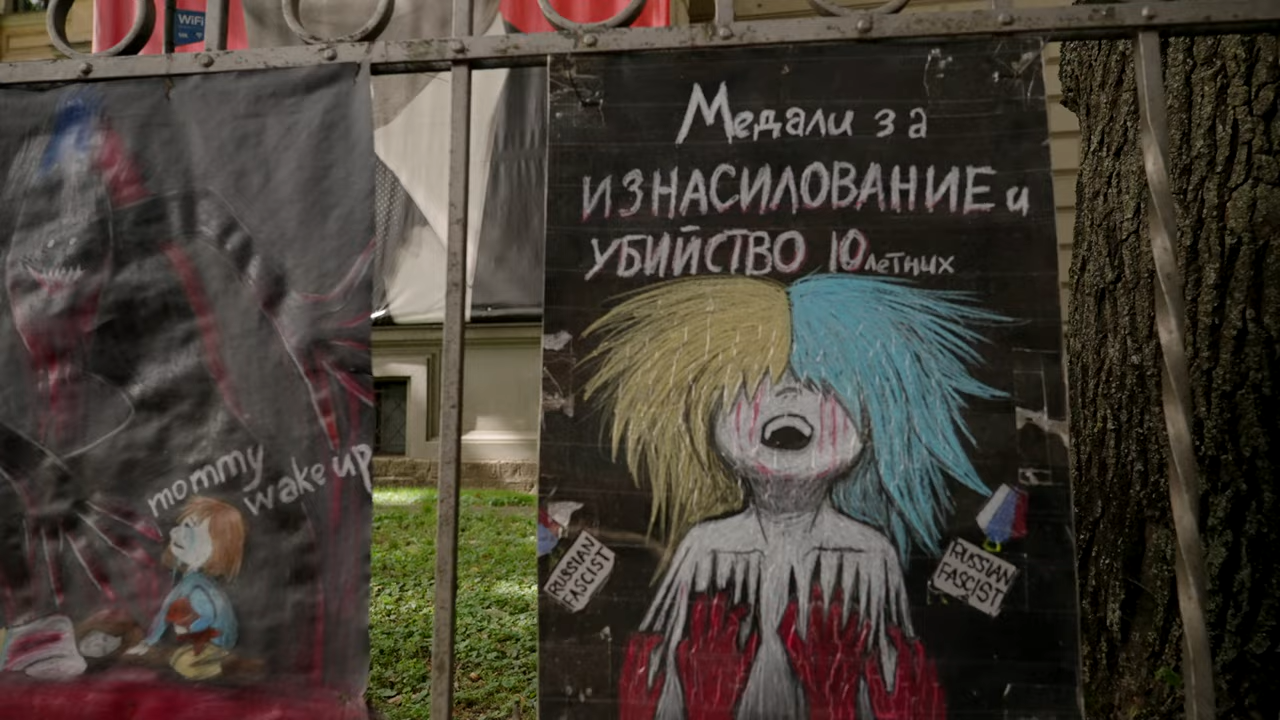 WiFi
Медали за
ИЗНАСИЛОВАНИЕ и
УБИЙСТВО 10летних
mommy
wake up
RUSSIAN
FASCIST
RUSSIAN
FASCIST